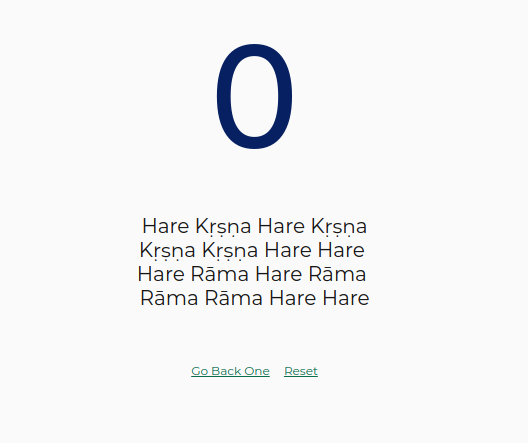 0
Hare Kṛṣṇa Hare Kṛṣṇa
Kṛṣṇa Kṛṣṇa Hare Hare
Hare Rāma Hare Rāma
Rāma Rāma Hare Hare
Go Back One Reset